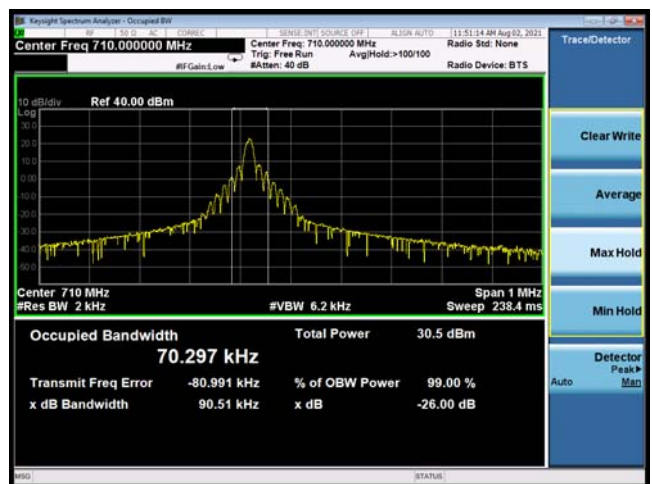 Keysight Spectrum Analyzer - Occupied BW
RF 50 Ω AC CORREC SENSE:INT SOURCE OFF ALIGN AUTO 11:51:14 AM Aug 02, 2021
Center Freq 710.000000 MHz Center Freq: 710.000000 MHz Radio Std: None Trace/Detector
Trig: Free Run Avg|Hold:>100/100
#IFGain:Low #Atten: 40 dB Radio Device: BTS
10 dB/div Ref 40.00 dBm
Log
30.0
20.0
10.0
0.00
-10.0
-20.0
-30.0
-40.0
-50.0
Center 710 MHz Span 1 MHz
#Res BW 2 kHz #VBW 6.2 kHz Sweep 238.4 ms
Occupied Bandwidth Total Power 30.5 dBm
70.297 kHz
Transmit Freq Error -80.991 kHz % of OBW Power 99.00 %
x dB Bandwidth 90.51 kHz x dB -26.00 dB
MSG STATUS
Clear Write
Average
Max Hold
Min Hold
Detector
Peak▶
Auto Man